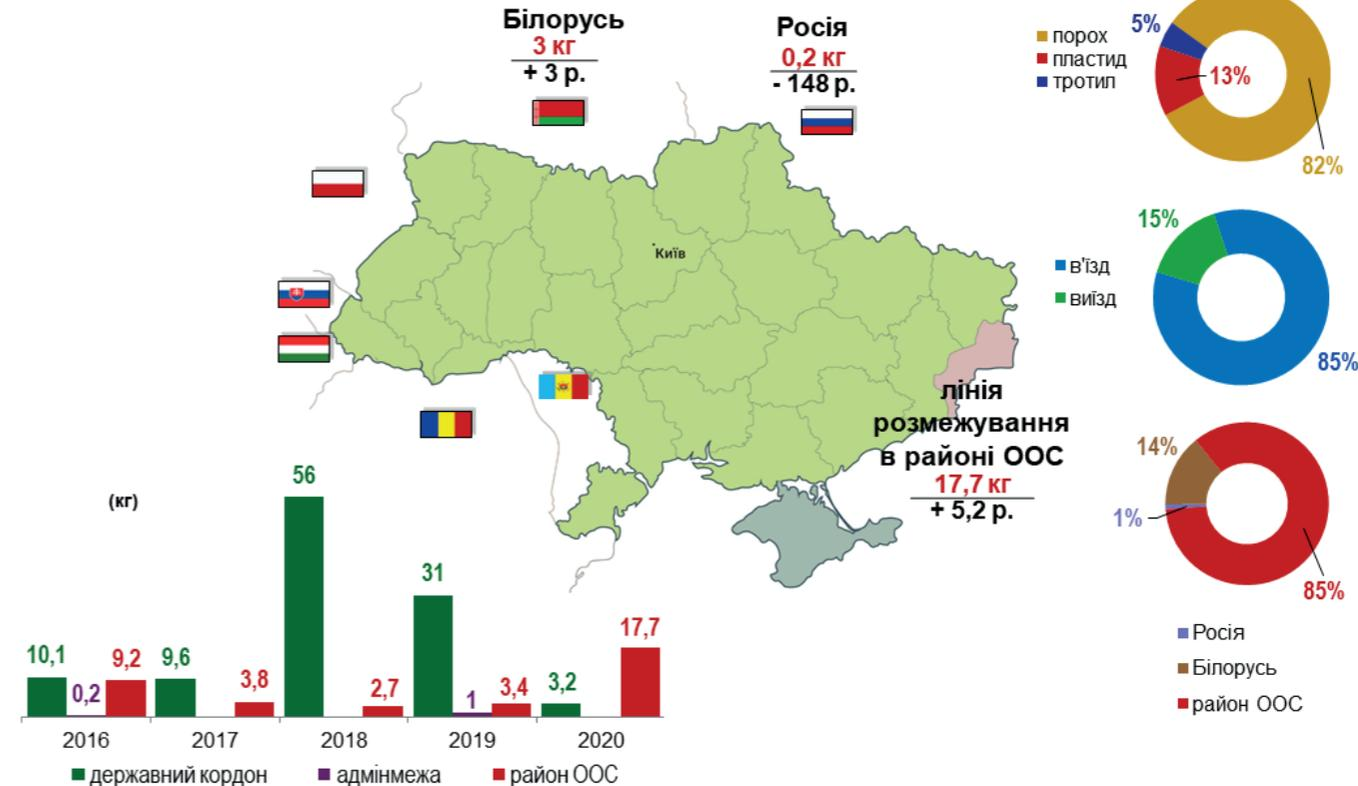 Білорусь
3 кг
+ 3 р.
Росія
0,2 кг
- 148 р.
порох
пластид
тротил
5%
13%
82%
Київ
в'їзд
виїзд
15%
85%
лінія
розмежування
в районі ООС
17,7 кг
+ 5,2 р.
14%
1%
85%
Росія
Білорусь
район ООС
(кг)
10,1
0,2
9,2
9,6
3,8
56
2,7
31
1
3,4
3,2
17,7
2016
2017
2018
2019
2020
державний кордон
адмінмежа
район ООС